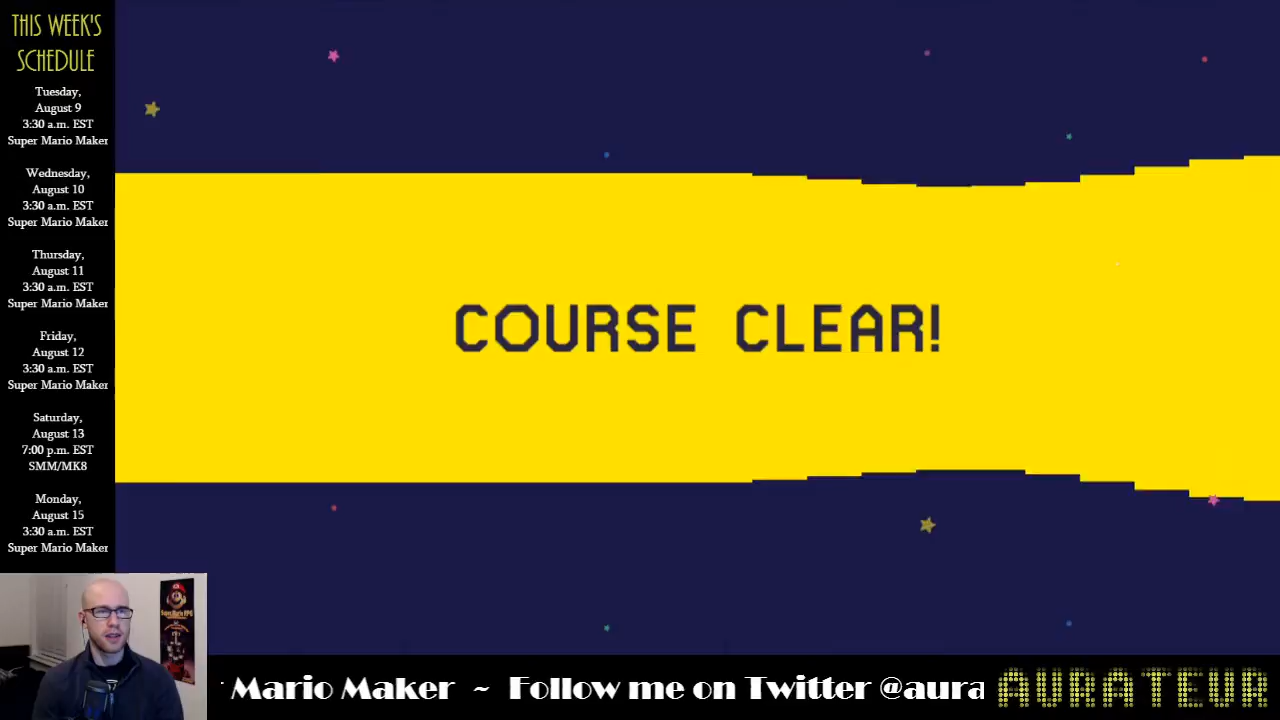 THIS WEEK'S
SCHEDULE
Tuesday,
August 9
3:30 a.m. EST
Super Mario Maker
Wednesday,
August 10
3:30 a.m. EST
Super Mario Maker
Thursday,
August 11
3:30 a.m. EST
Super Mario Maker
Friday,
August 12
3:30 a.m. EST
Super Mario Maker
Saturday,
August 13
7:00 p.m. EST
SMM/MK8
Monday,
August 15
3:30 a.m. EST
Super Mario Maker
COURSE CLEAR!
Super Mario RPG
Mario Maker ~ Follow me on Twitter @aura
AURATEUR